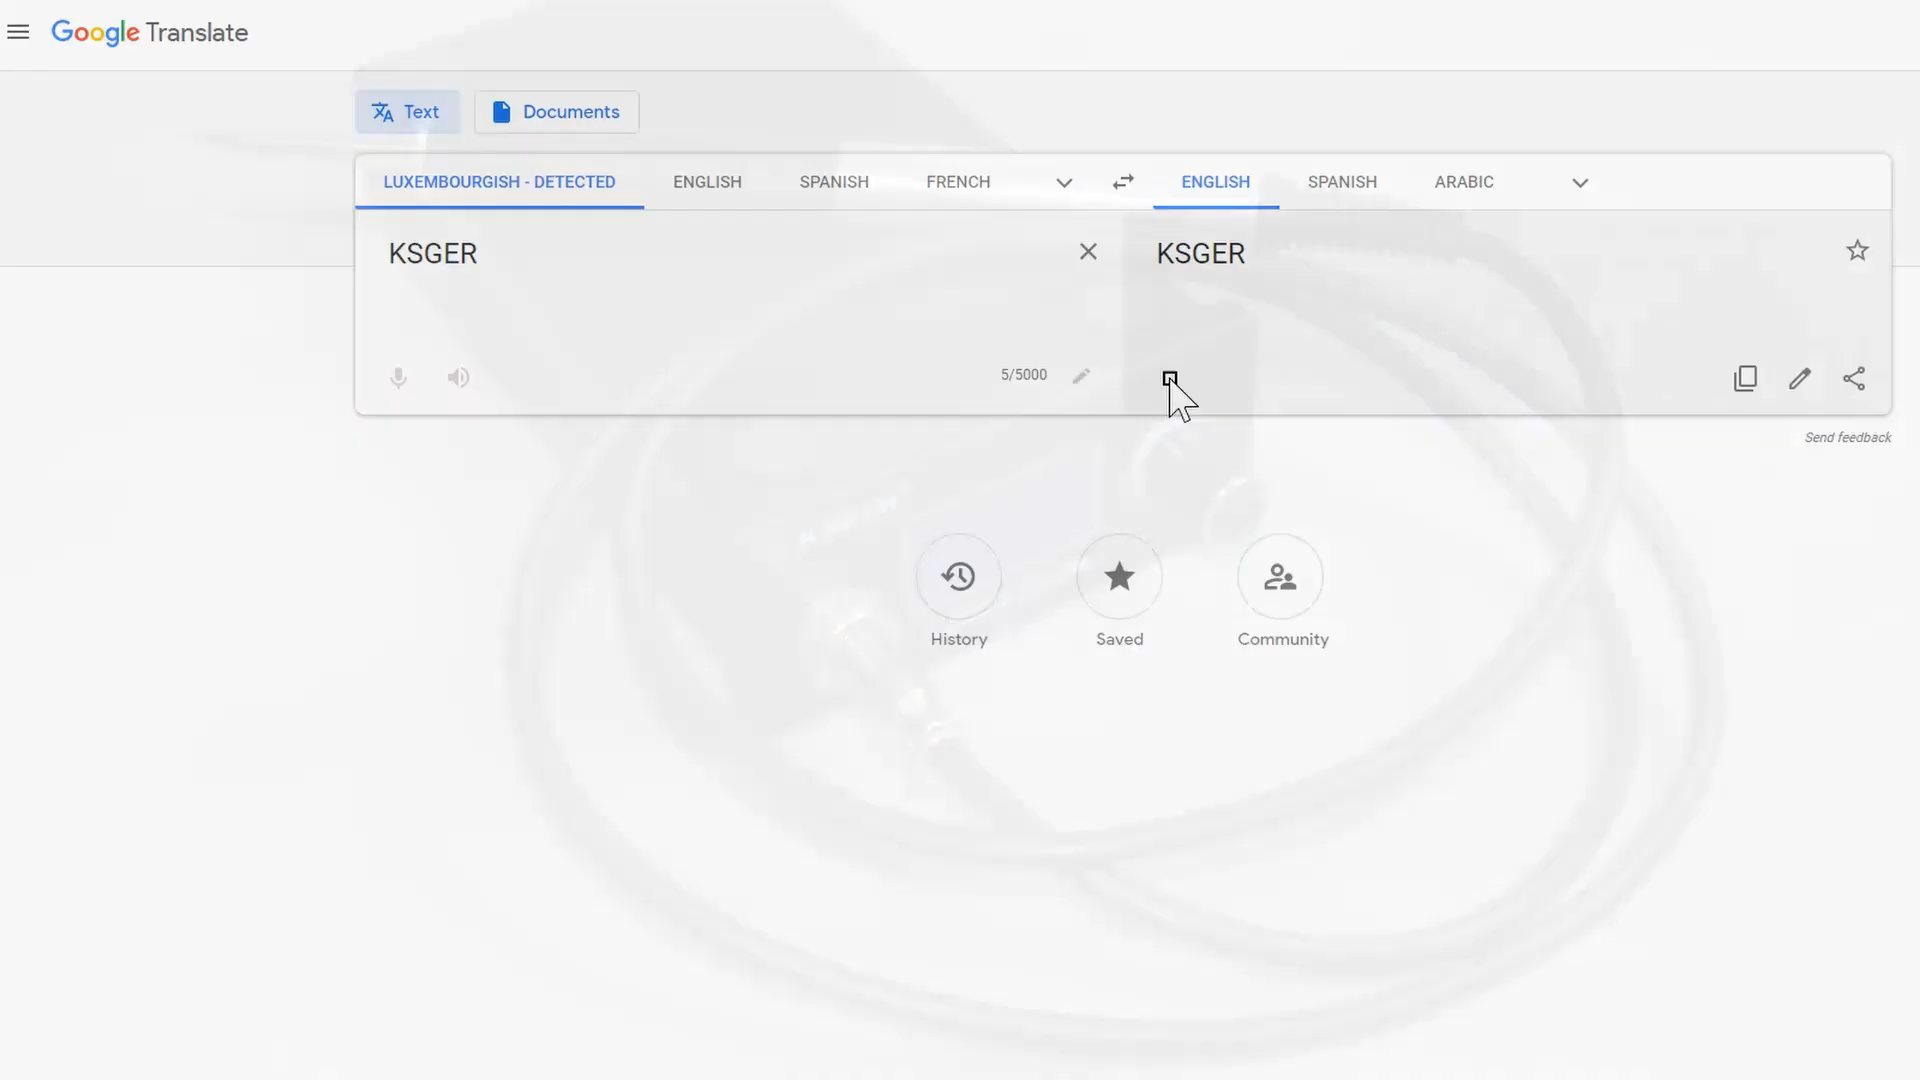 Google Translate
Text
Documents
LUXEMBOURGISH - DETECTED
ENGLISH
SPANISH
FRENCH
ENGLISH
SPANISH
ARABIC
KSGER
KSGER
5/5000
Send feedback
History
Saved
Community